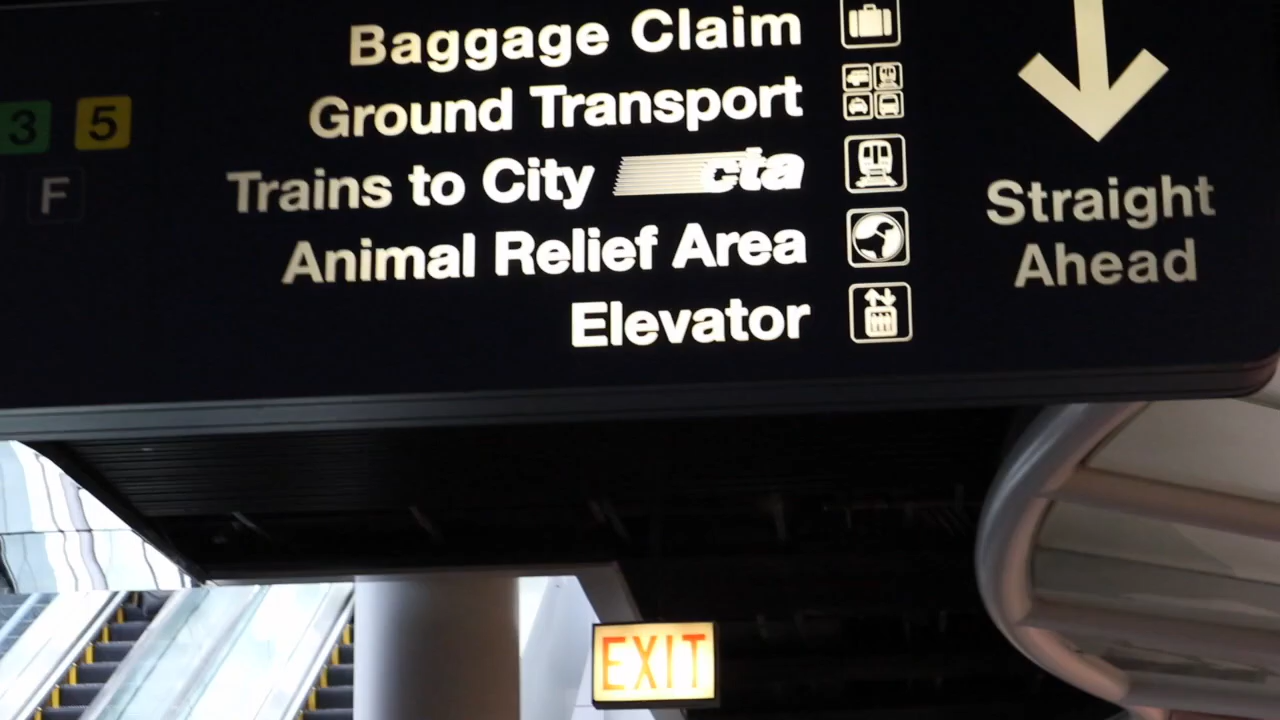 Baggage Claim
Ground Transport
3 5
Trains to City cta
F
Animal Relief Area
Elevator
Straight
Ahead
EXIT